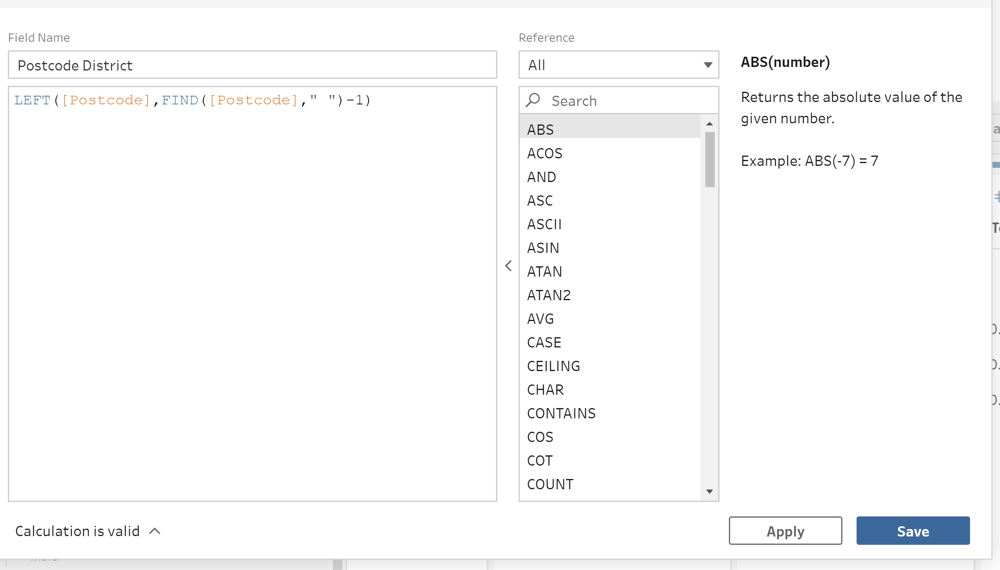 Field Name
Postcode District
LEFT([Postcode],FIND([Postcode]," ")-1)
Calculation is valid
Reference
All
Search
ABS
ACOS
AND
ASC
ASCII
ASIN
ATAN
ATAN2
AVG
CASE
CEILING
CHAR
CONTAINS
COS
COT
COUNT
ABS(number)
Returns the absolute value of the
given number.
Example: ABS(-7) = 7
Apply
Save